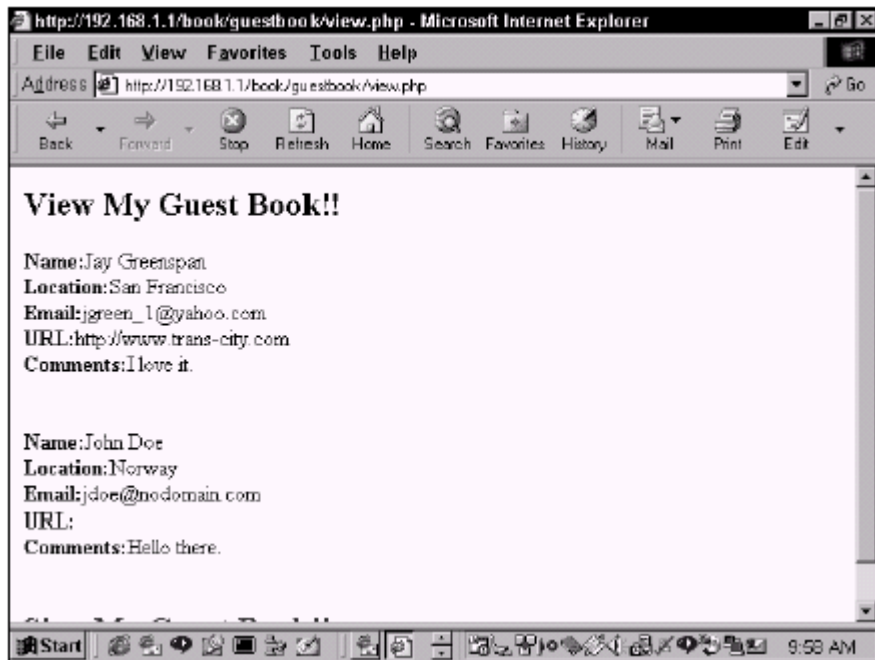 http://192.168.1.1/book/guestbook/view.php - Microsoft Internet Explorer
File Edit View Favorites Tools Help
Address http://192.168.1.1/book/guestbook/view.php Go
Back Forward Stop Refresh Home Search Favorites History Mail Print Edit
View My Guest Book!!
Name:Jay Greenspan
Location:San Francisco
Email:jgreen_1@yahoo.com
URL:http://www.trans-city.com
Comments:I love it.
Name:John Doe
Location:Norway
Email:jdoe@nodomain.com
URL:
Comments:Hello there.
My Guest Book!!
Start 9:58 AM